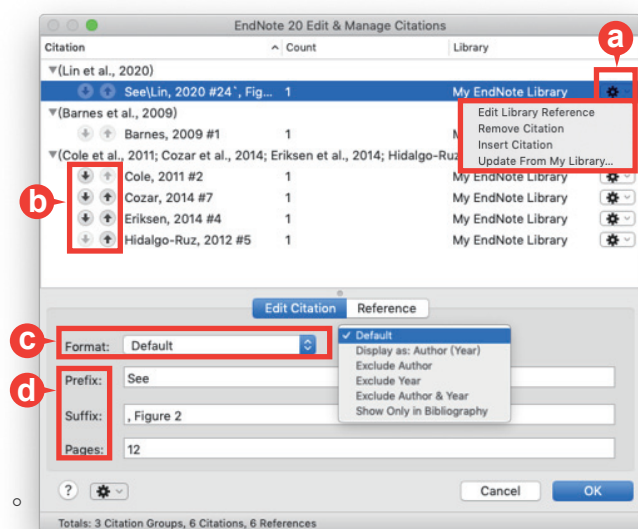 EndNote 20 Edit & Manage Citations
Citation Count Library
a
(Lin et al., 2020)
See\Lin, 2020 #24`, Fig... 1 My EndNote Library
(Barnes et al., 2009)
Barnes, 2009 #1 1 M
Edit Library Reference
Remove Citation
Insert Citation
Update From My Library...
(Cole et al., 2011; Cozar et al., 2014; Eriksen et al., 2014; Hidalgo-Ruz
b
Cole, 2011 #2 1 My EndNote Library
Cozar, 2014 #7 1 My EndNote Library
Eriksen, 2014 #4 1 My EndNote Library
Hidalgo-Ruz, 2012 #5 1 My EndNote Library
Edit Citation Reference
c
Format: Default
✓ Default
Display as: Author (Year)
Exclude Author
Exclude Year
Exclude Author & Year
Show Only in Bibliography
d
Prefix: See
Suffix: , Figure 2
Pages: 12
? Cancel OK
。
Totals: 3 Citation Groups, 6 Citations, 6 References